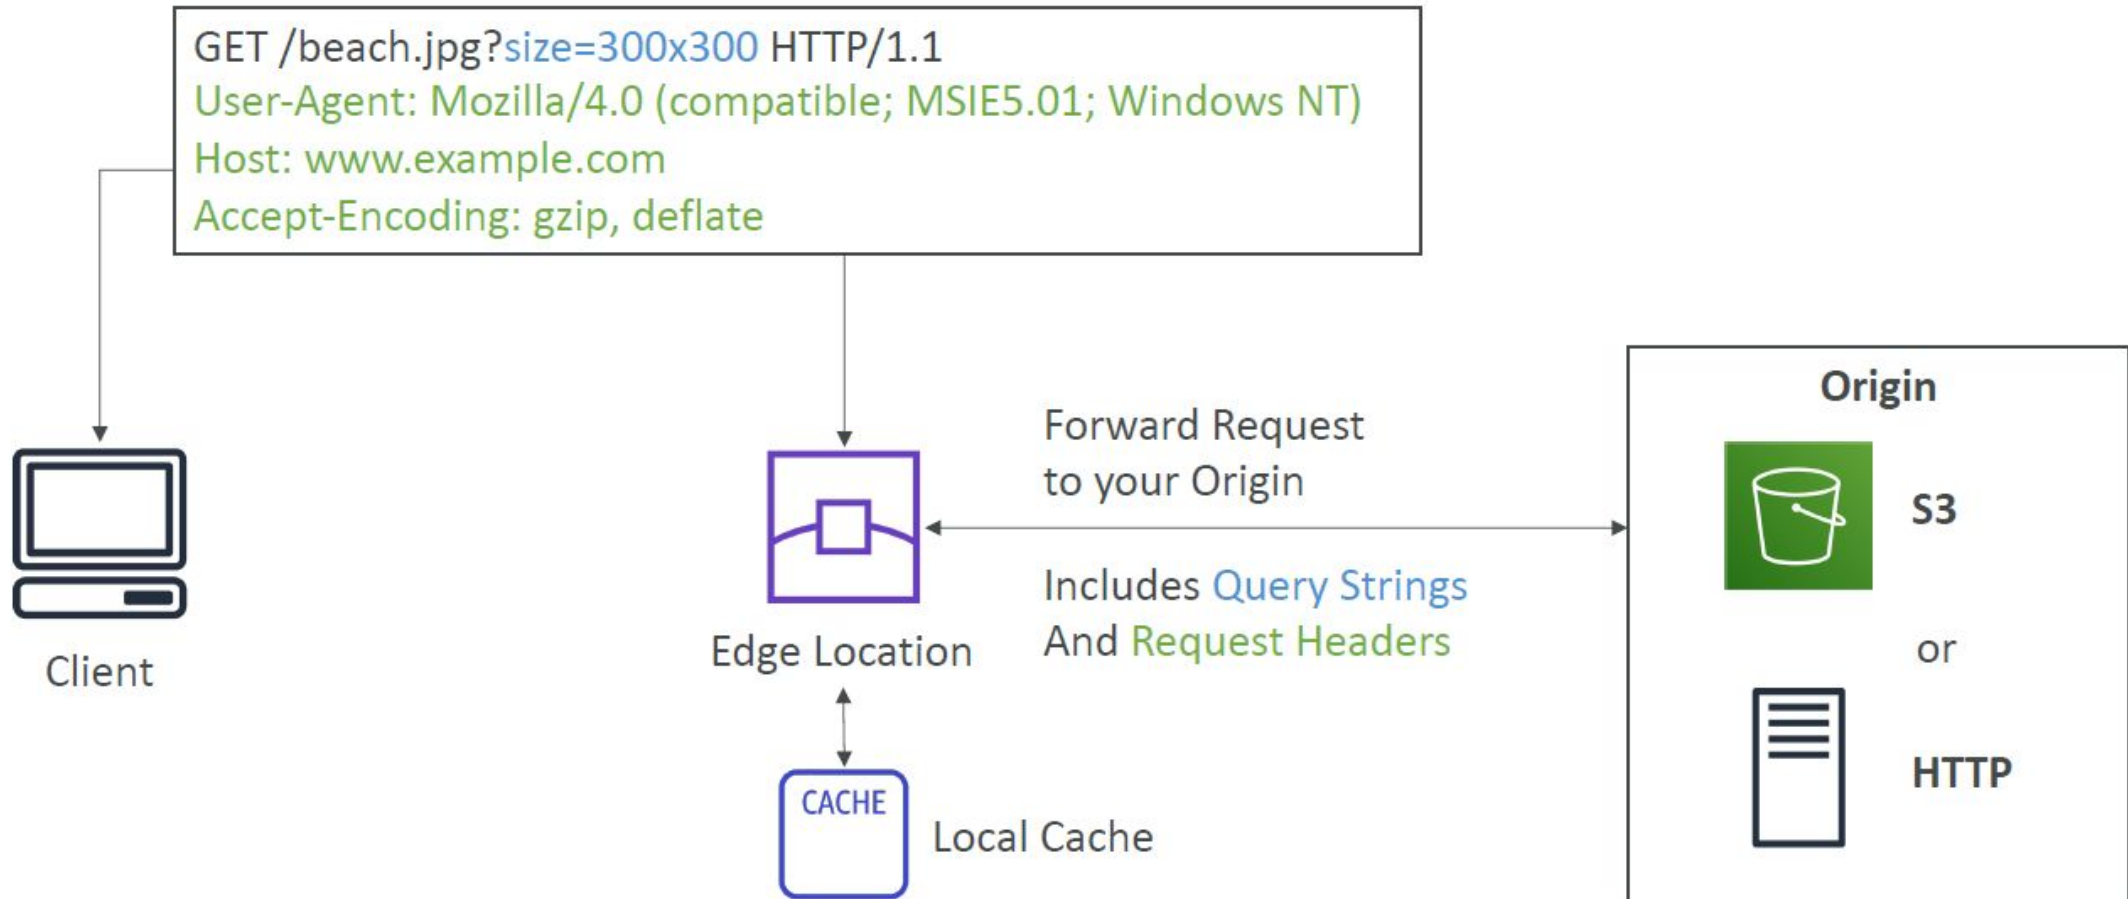 GET /beach.jpg?size=300x300 HTTP/1.1
User-Agent: Mozilla/4.0 (compatible; MSIE5.01; Windows NT)
Host: www.example.com
Accept-Encoding: gzip, deflate
Client
Edge Location
CACHE
Local Cache
Forward Request
to your Origin
Includes Query Strings
And Request Headers
Origin
S3
or
HTTP